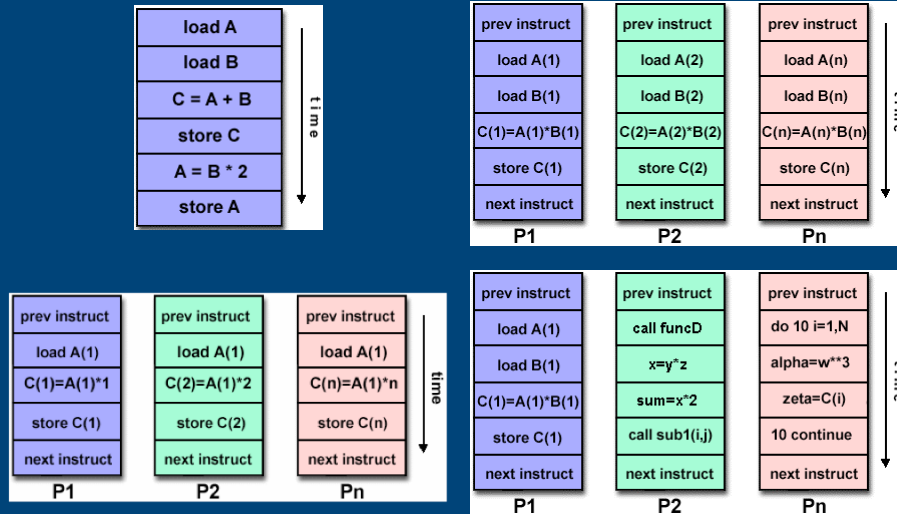 load A
load B
C = A + B
store C
A = B * 2
store A
time
prev instruct
load A(1)
load B(1)
C(1)=A(1)*B(1)
store C(1)
next instruct
P1
prev instruct
load A(2)
load B(2)
C(2)=A(2)*B(2)
store C(2)
next instruct
P2
prev instruct
load A(n)
load B(n)
C(n)=A(n)*B(n)
store C(n)
next instruct
Pn
prev instruct
load A(1)
C(1)=A(1)*1
store C(1)
next instruct
P1
prev instruct
load A(1)
C(2)=A(1)*2
store C(2)
next instruct
P2
prev instruct
load A(1)
C(n)=A(1)*n
store C(n)
next instruct
Pn
time
prev instruct
load A(1)
load B(1)
C(1)=A(1)*B(1)
store C(1)
next instruct
P1
prev instruct
call funcD
x=y*z
sum=x*2
call sub1(i,j)
next instruct
P2
prev instruct
do 10 i=1,N
alpha=w**3
zeta=C(i)
10 continue
next instruct
Pn